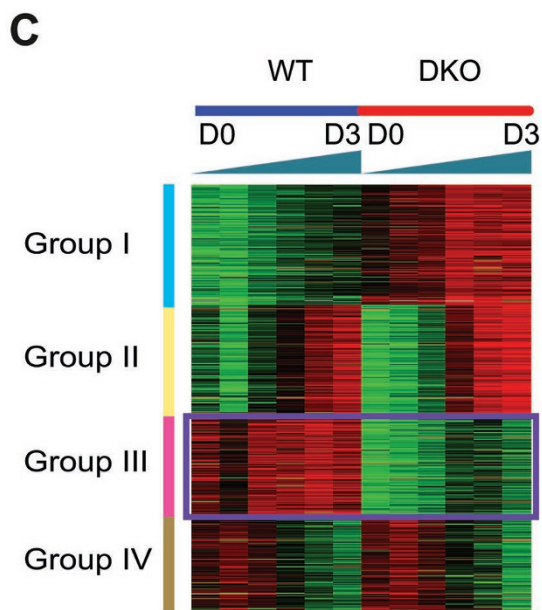 C
WT DKO
D0 D3 D0 D3
Group I
Group II
Group III
Group IV